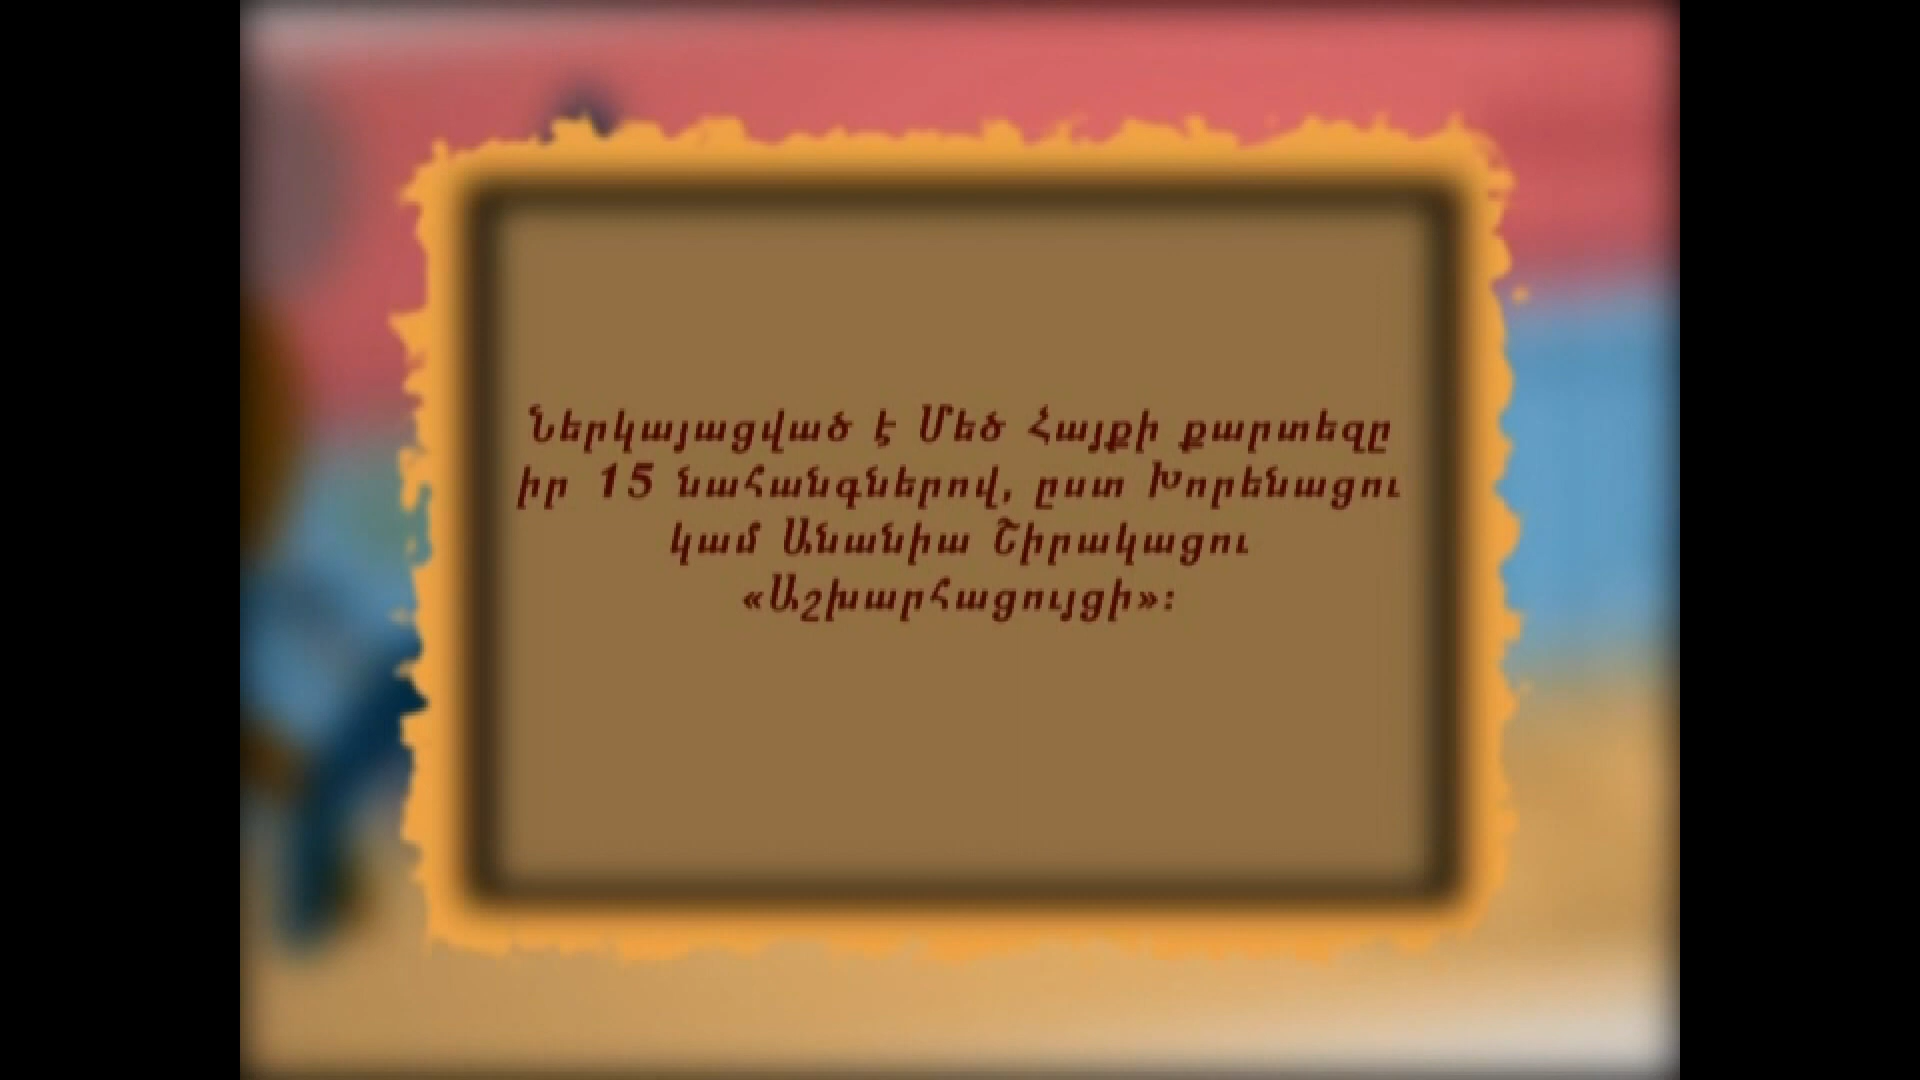 Ներկայացված է Մեծ Հայքի քարտեզը
իր 15 նահանգներով, ըստ Խորենացու
կամ Անանիա Շիրակացու
«Աշխարհացույցի»: